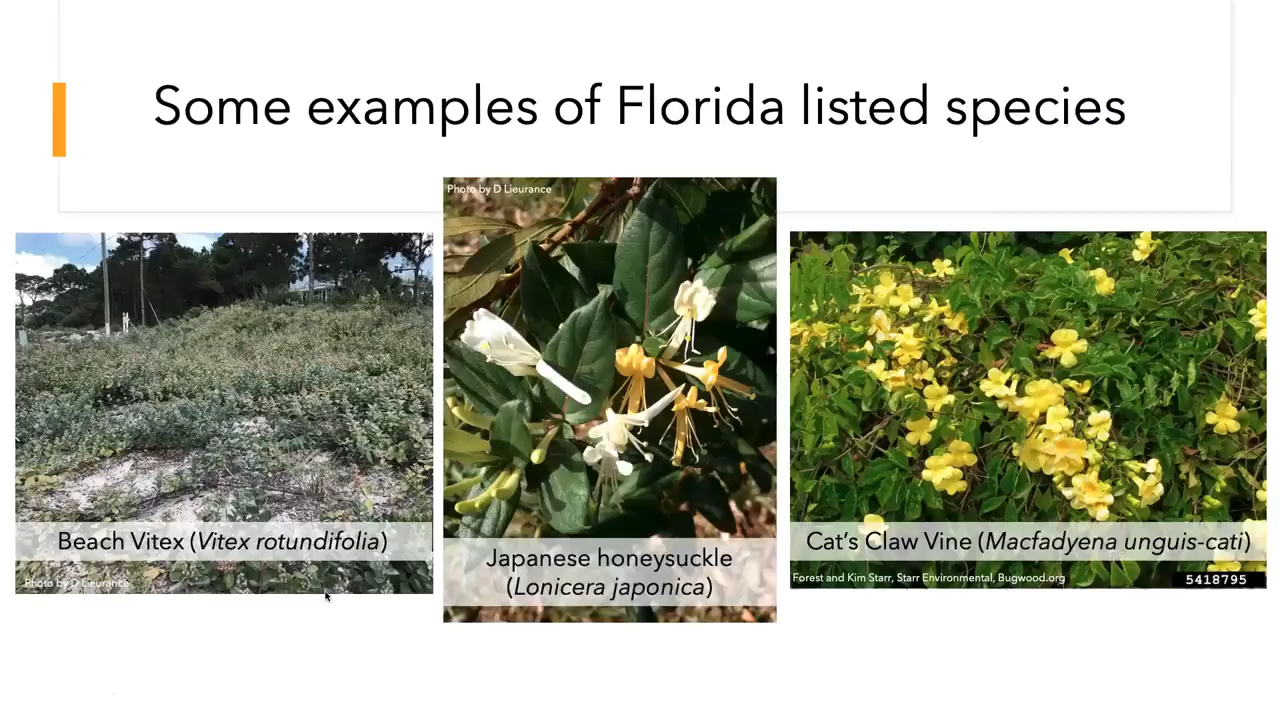 Some examples of Florida listed species
Photo by D Lieurance
Beach Vitex (Vitex rotundifolia)
Photo by D Lieurance
Japanese honeysuckle
(Lonicera japonica)
Cat's Claw Vine (Macfadyena unguis-cati)
Forest and Kim Starr, Starr Environmental, Bugwood.org
5418795